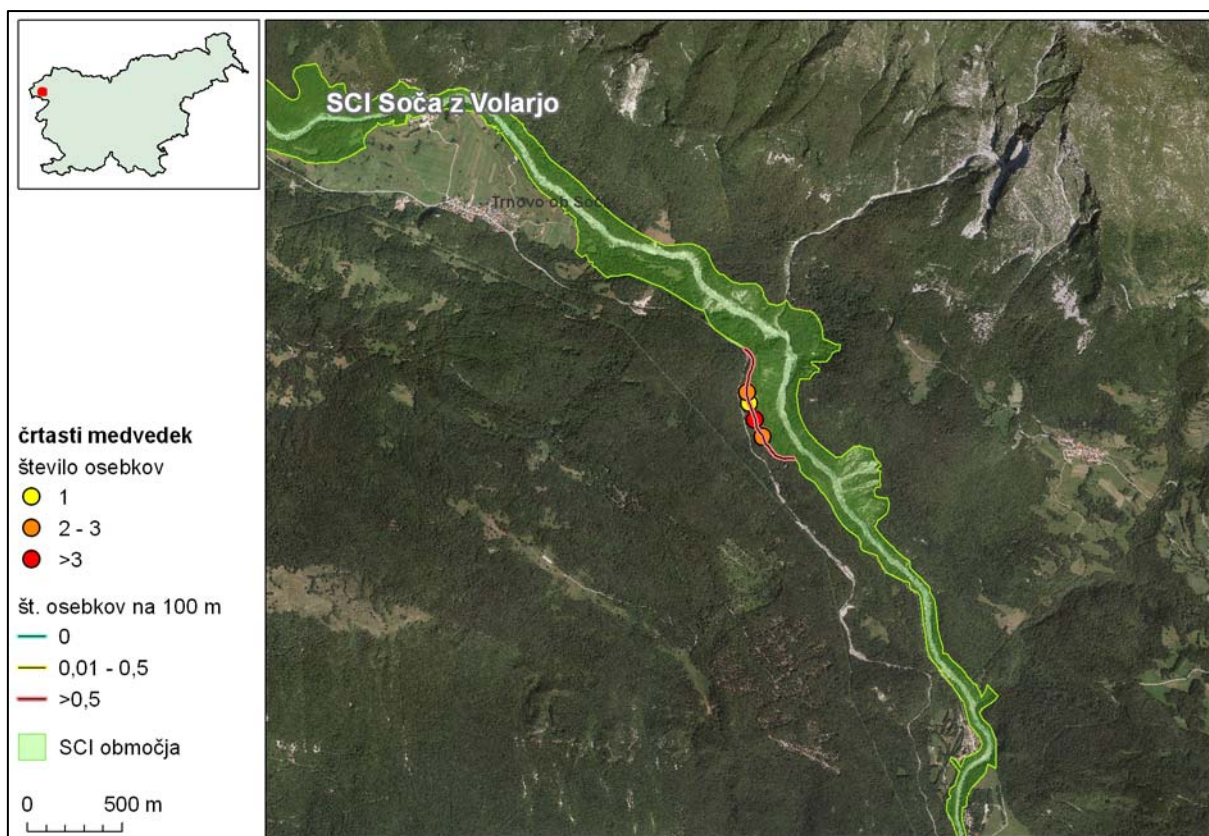 SCI Soča z Volarjo
Trnovo ob Soči
črtasti medvedek
število osebkov
1
2 - 3
>3
št. osebkov na 100 m
0
0,01 - 0,5
>0,5
SCI območja
0 500 m